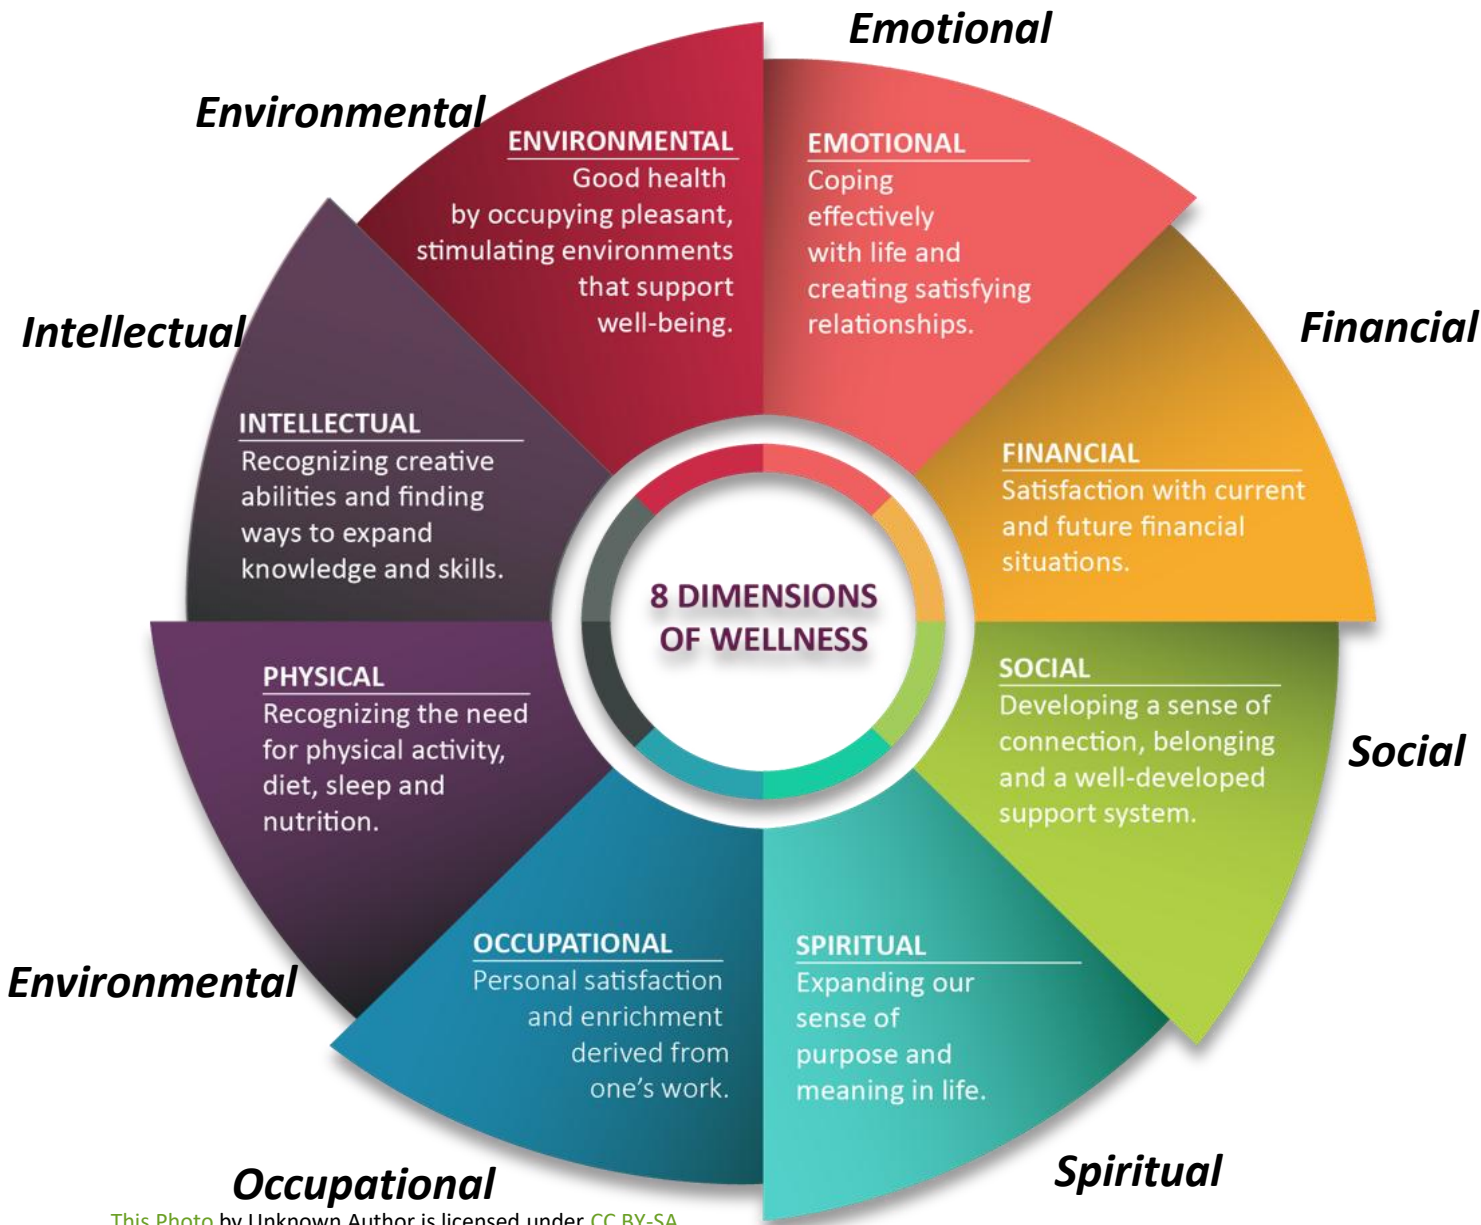 Emotional
Environmental
ENVIRONMENTAL
Good health
by occupying pleasant,
stimulating environments
that support
well-being.
EMOTIONAL
Coping
effectively
with life and
creating satisfying
relationships.
Intellectual
Financial
INTELLECTUAL
Recognizing creative
abilities and finding
ways to expand
knowledge and skills.
FINANCIAL
Satisfaction with current
and future financial
situations.
8 DIMENSIONS
OF WELLNESS
PHYSICAL
Recognizing the need
for physical activity,
diet, sleep and
nutrition.
SOCIAL
Developing a sense of
connection, belonging
and a well-developed
support system.
Social
Environmental
OCCUPATIONAL
Personal satisfaction
and enrichment
derived from
one's work.
SPIRITUAL
Expanding our
sense of
purpose and
meaning in life.
Occupational
Spiritual
This Photo by Unknown Author is licensed under CC BY-SA